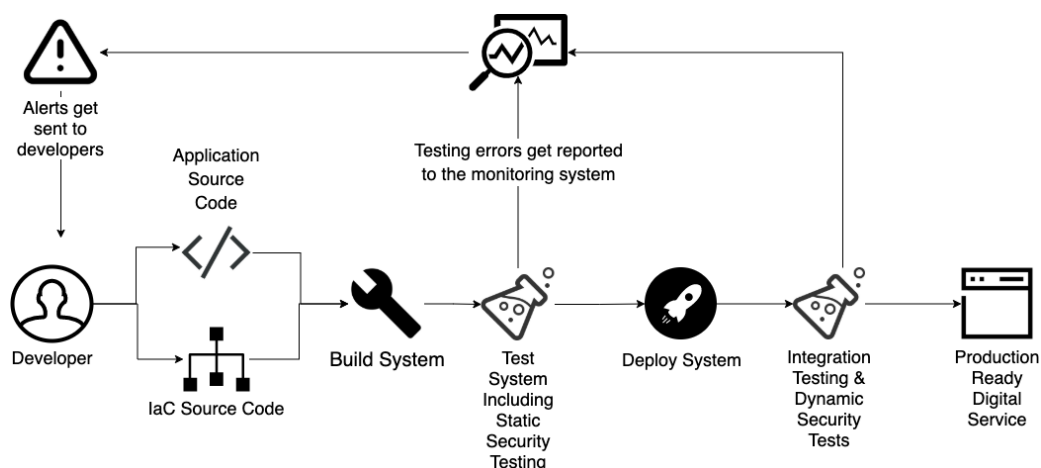 Alerts get
sent to
developers
Application
Source
Code
Testing errors get reported
to the monitoring system
Developer
IaC Source Code
Build System
Test
System
Including
Static
Security
Testing
Deploy System
Integration
Testing &
Dynamic
Security
Tests
Production
Ready
Digital
Service